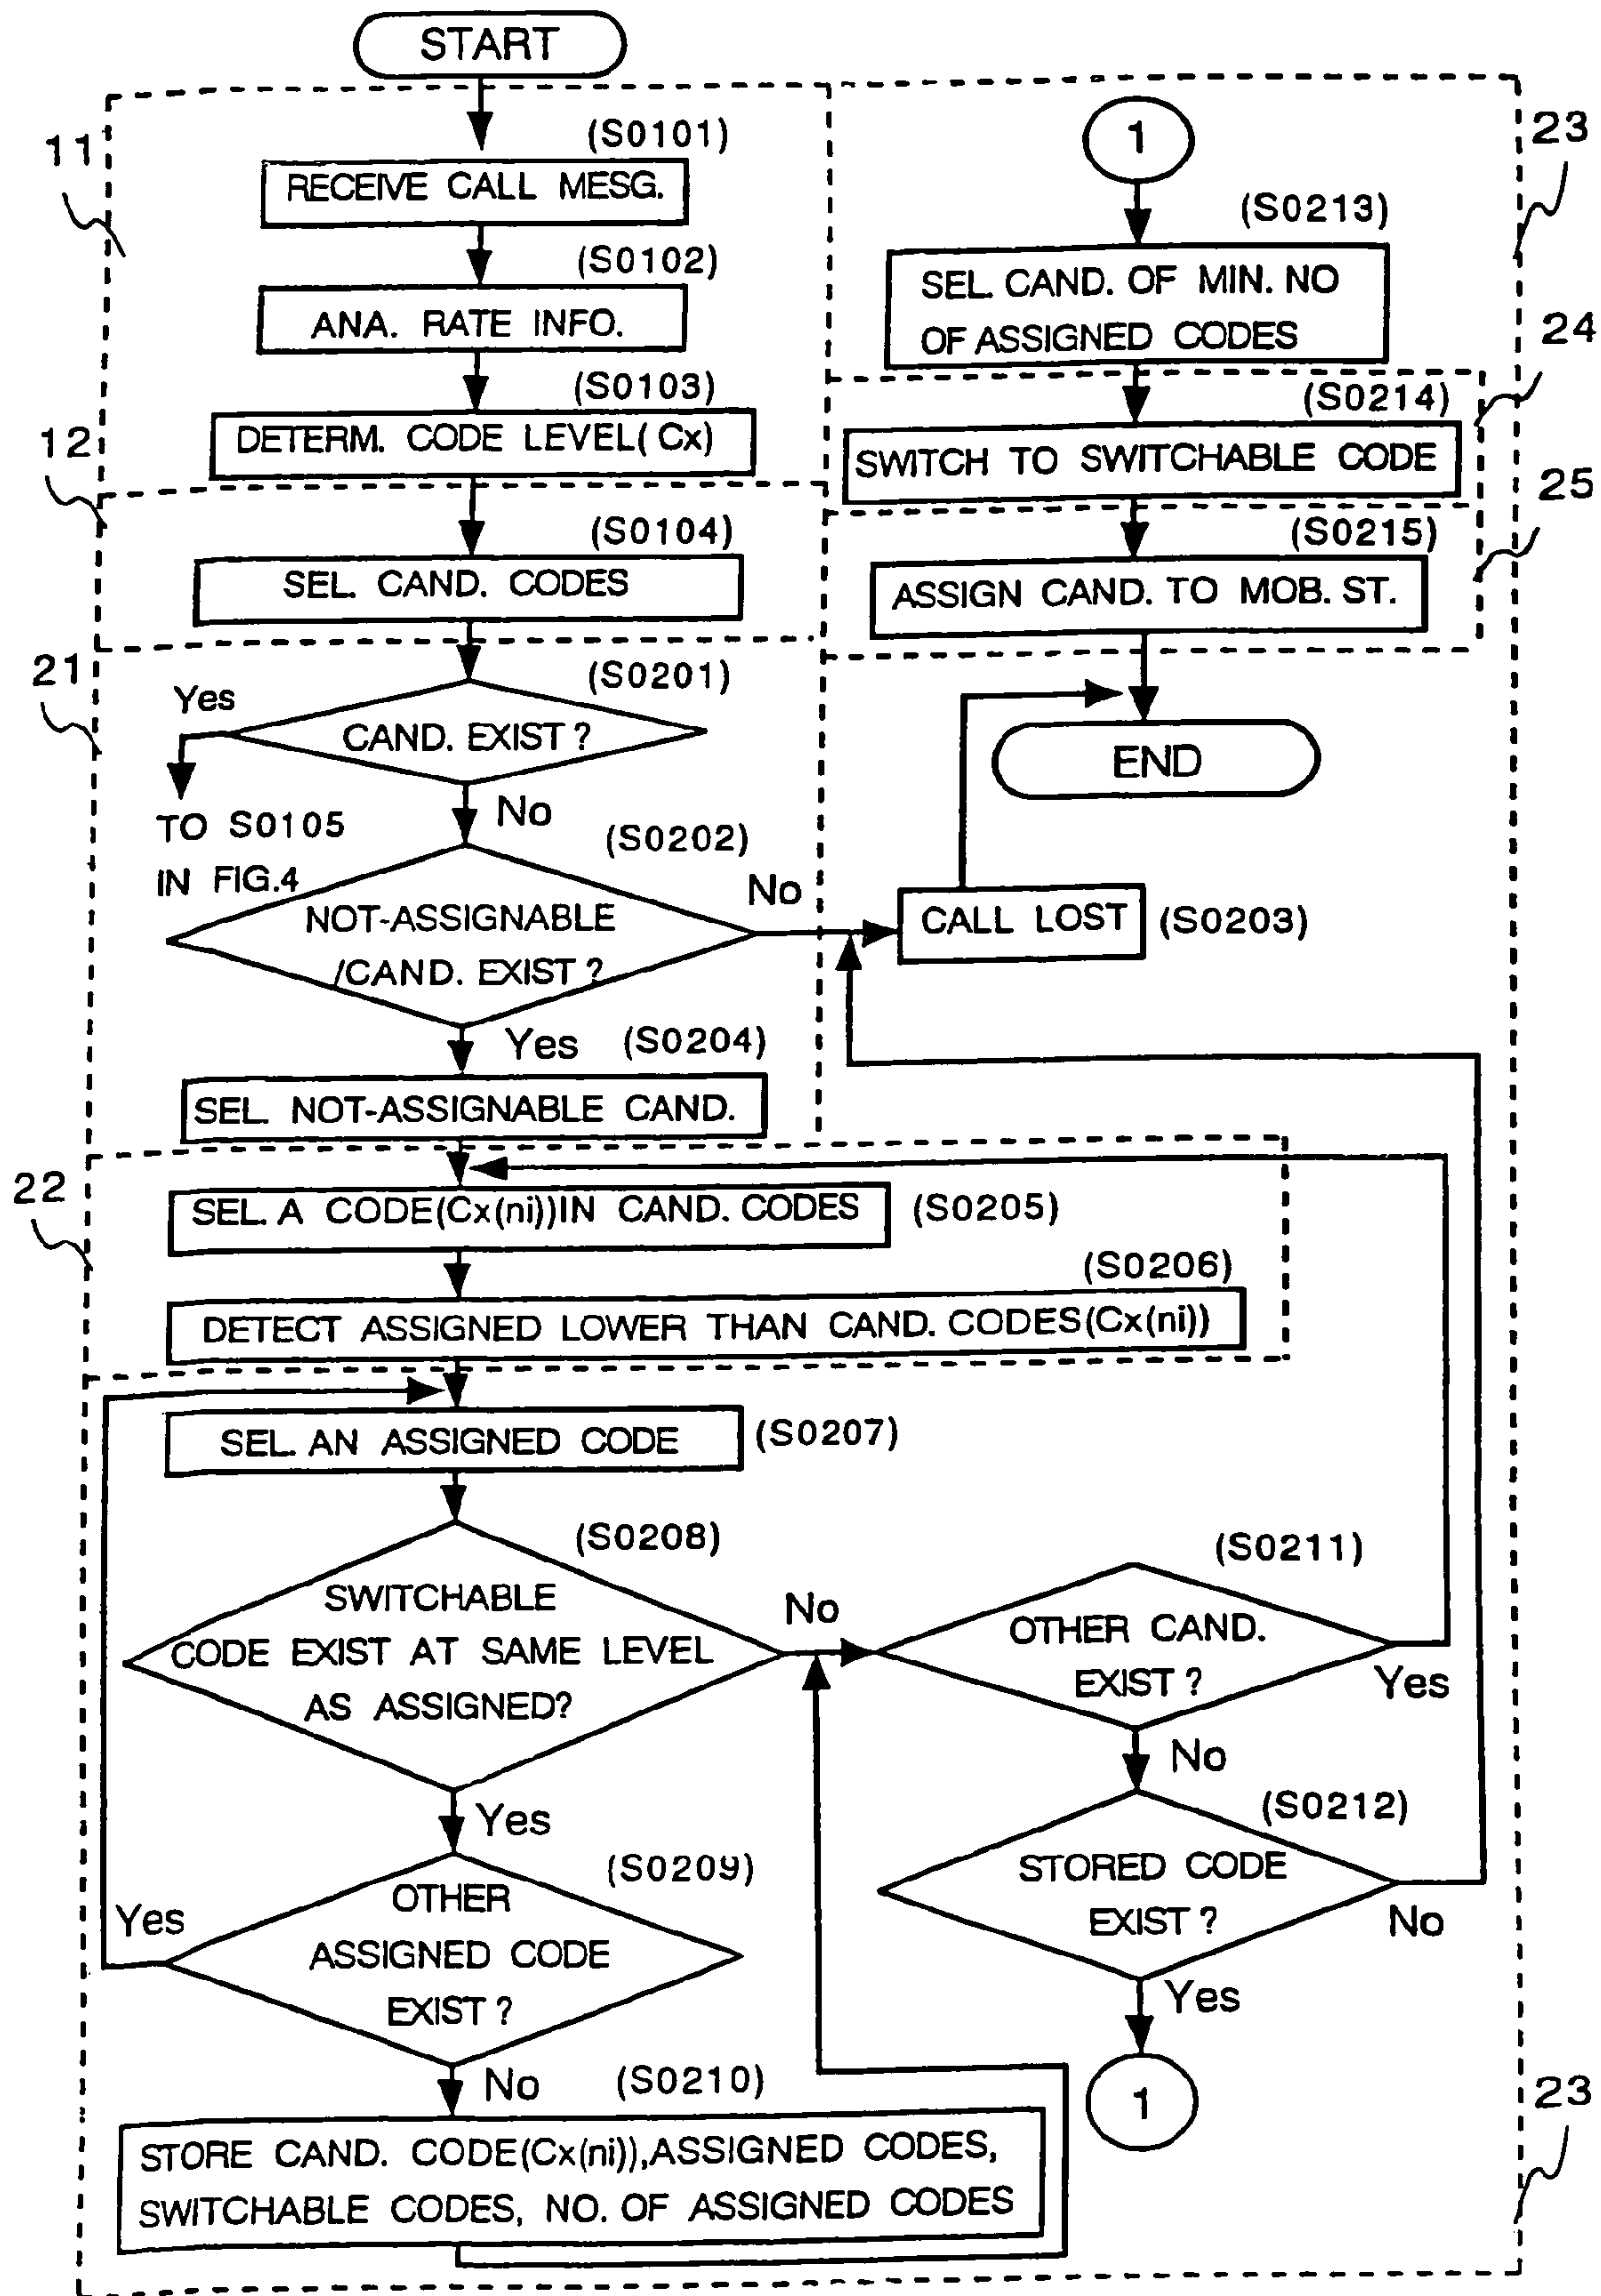 START
11
(S0101)
RECEIVE CALL MESG.
(S0102)
ANA. RATE INFO.
(S0103)
DETERM. CODE LEVEL(Cx)
12
(S0104)
SEL. CAND. CODES
21
(S0201)
Yes
CAND. EXIST?
TO S0105
IN FIG.4
No
(S0202)
NOT-ASSIGNABLE
/CAND. EXIST?
No
CALL LOST
(S0203)
Yes
(S0204)
SEL. NOT-ASSIGNABLE CAND.
22
SEL. A CODE(Cx(ni))IN CAND. CODES
(S0205)
(S0206)
DETECT ASSIGNED LOWER THAN CAND. CODES(Cx(ni))
SEL. AN ASSIGNED CODE
(S0207)
(S0208)
SWITCHABLE
CODE EXIST AT SAME LEVEL
AS ASSIGNED?
No
Yes
(S0209)
OTHER
ASSIGNED CODE
EXIST?
Yes
No
(S0210)
STORE CAND. CODE(Cx(ni)),ASSIGNED CODES,
SWITCHABLE CODES, NO. OF ASSIGNED CODES
(S0211)
OTHER CAND.
EXIST?
Yes
No
(S0212)
STORED CODE
EXIST?
No
Yes
1
23
1
23
(S0213)
SEL. CAND. OF MIN. NO
OF ASSIGNED CODES
24
(S0214)
SWITCH TO SWITCHABLE CODE
25
(S0215)
ASSIGN CAND. TO MOB. ST.
END